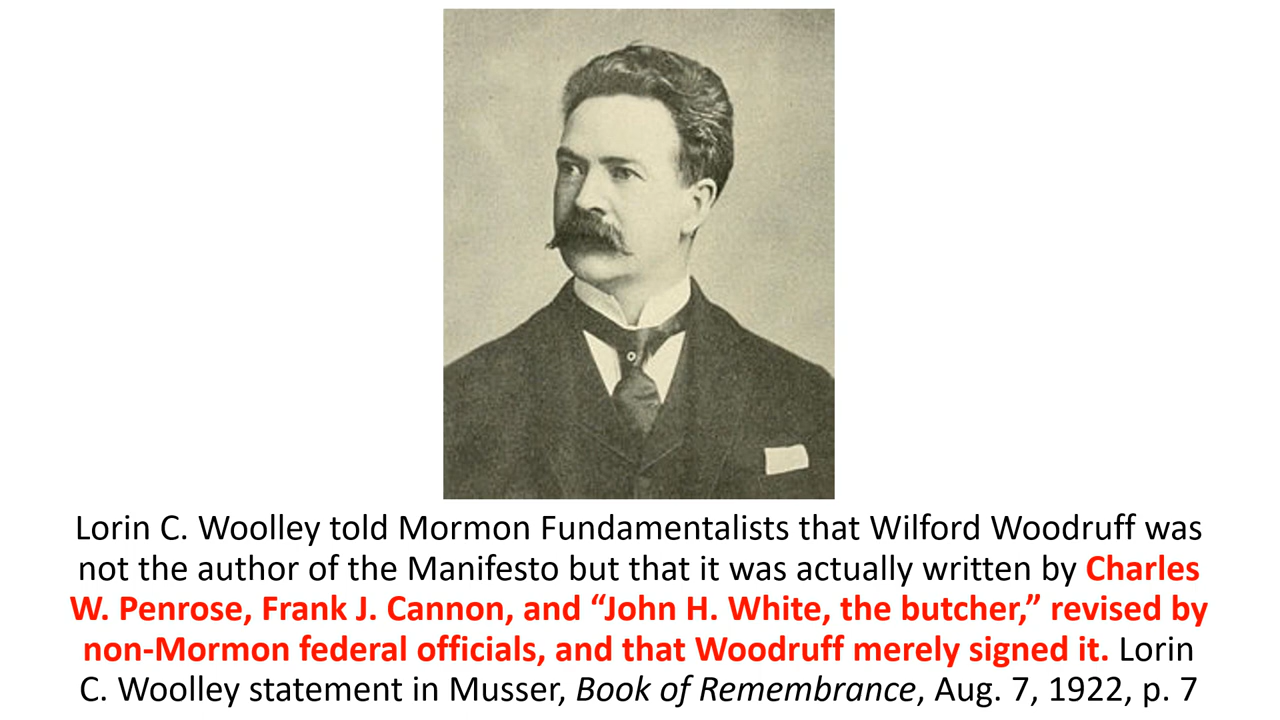 Lorin C. Woolley told Mormon Fundamentalists that Wilford Woodruff was
not the author of the Manifesto but that it was actually written by Charles
W. Penrose, Frank J. Cannon, and “John H. White, the butcher,” revised by
non-Mormon federal officials, and that Woodruff merely signed it. Lorin
C. Woolley statement in Musser, Book of Remembrance, Aug. 7, 1922, p. 7